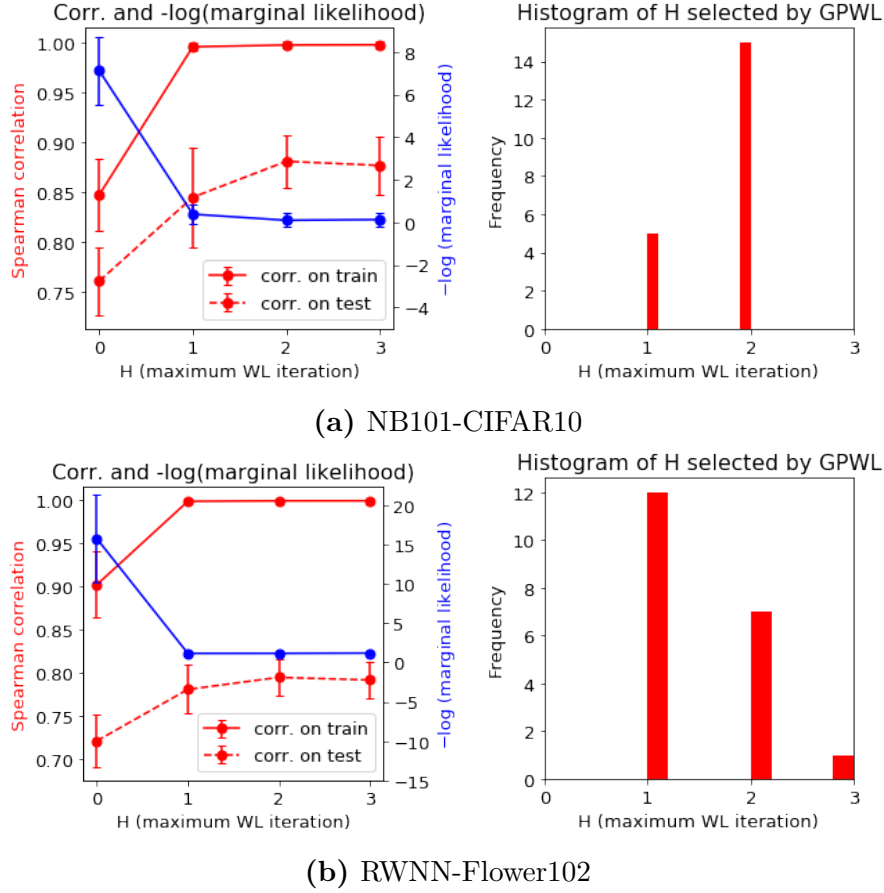 Corr. and -log(marginal likelihood)
Spearman correlation
1.00
0.95
0.90
0.85
0.80
0.75
8
6
4
2
0
−2
−4
−log (marginal likelihood)
corr. on train
corr. on test
0 1 2 3
H (maximum WL iteration)
Histogram of H selected by GPWL
Frequency
14
12
10
8
6
4
2
0
0 1 2 3
H (maximum WL iteration)
(a) NB101-CIFAR10
Corr. and -log(marginal likelihood)
Spearman correlation
1.00
0.95
0.90
0.85
0.80
0.75
0.70
20
15
10
5
0
−5
−10
−15
−log (marginal likelihood)
corr. on train
corr. on test
0 1 2 3
H (maximum WL iteration)
Histogram of H selected by GPWL
Frequency
12
10
8
6
4
2
0
0 1 2 3
H (maximum WL iteration)
(b) RWNN-Flower102